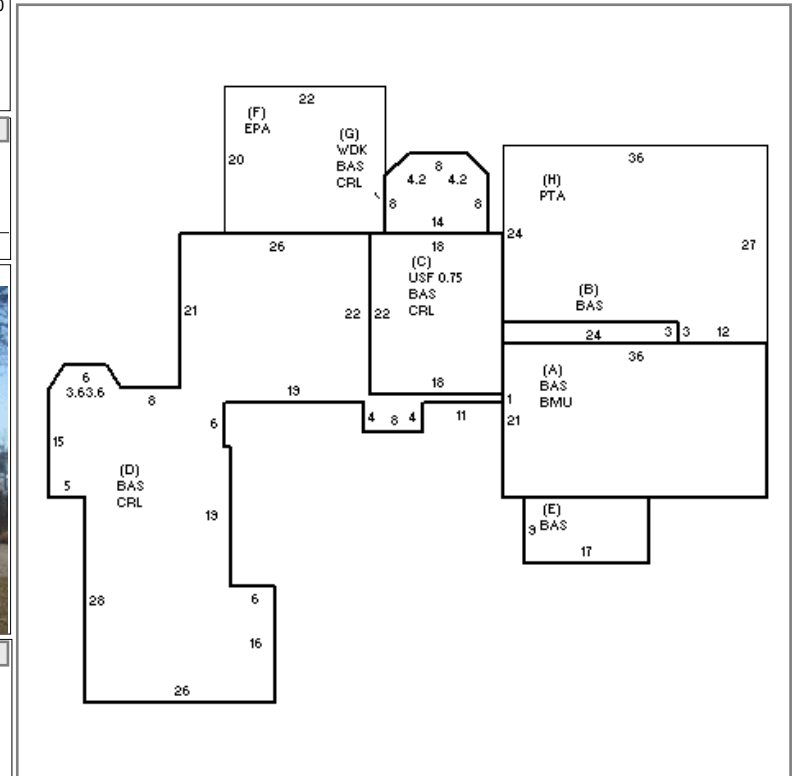 22
(F)
EPA
20
(G)
WDK
BAS
CRL
8
4.2 4.2
8 8
14
36
(H)
PTA
24
27
(B)
BAS
24 3 3 12
26
21
22
18
(C)
USF 0.75
BAS
CRL
22
18
36
(A)
BAS
BMU
1
21
6
3.63.6
8
15
5
19
6
4 8 4
11
(D)
BAS
CRL
19
28
6
16
26
(E)
BAS
9
17